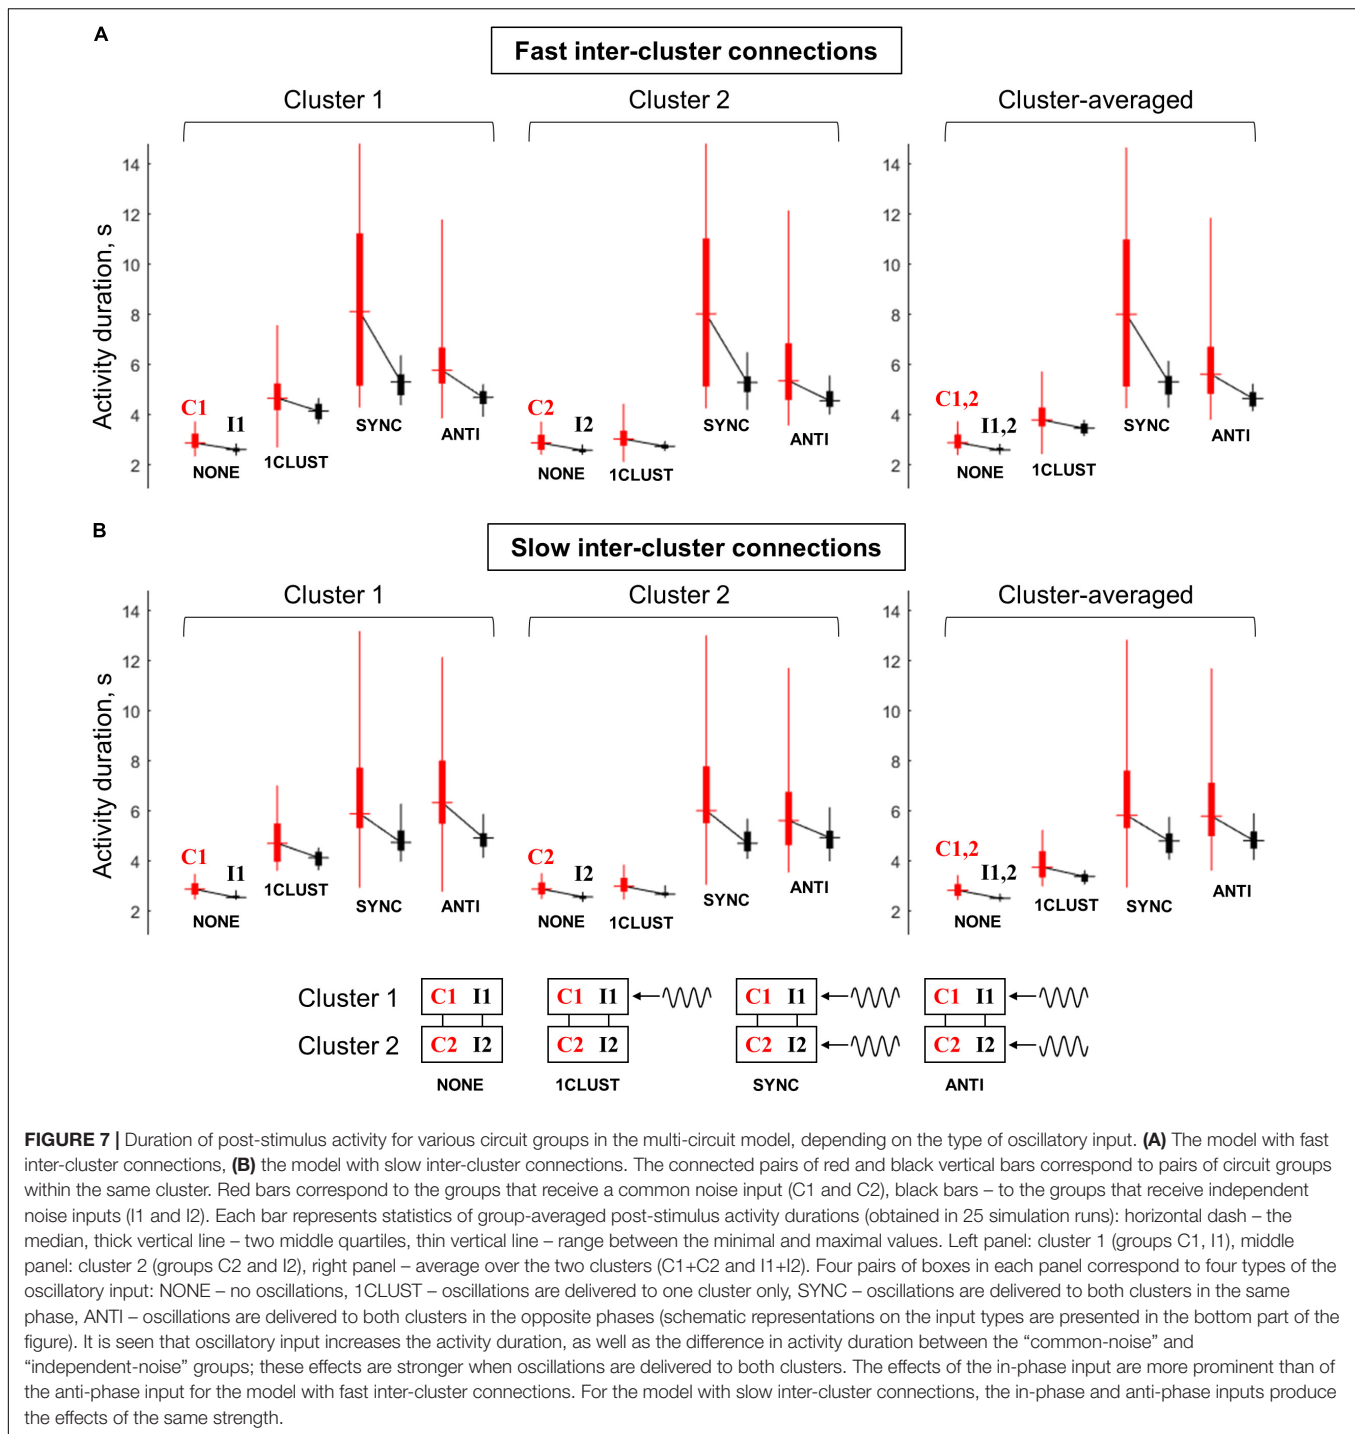 A
Fast inter-cluster connections
Cluster 1
Cluster 2
Cluster-averaged
Activity duration, s
14
12
10
8
6
4
2
C1
I1
NONE
1CLUST
SYNC
ANTI
C2
I2
NONE
1CLUST
SYNC
ANTI
14
12
10
8
6
4
2
C1,2
I1,2
NONE
1CLUST
SYNC
ANTI
B
Slow inter-cluster connections
Cluster 1
Cluster 2
Cluster-averaged
Activity duration, s
14
12
10
8
6
4
2
C1
I1
NONE
1CLUST
SYNC
ANTI
C2
I2
NONE
1CLUST
SYNC
ANTI
14
12
10
8
6
4
2
C1,2
I1,2
NONE
1CLUST
SYNC
ANTI
Cluster 1 C1 I1 C1 I1 C1 I1 C1 I1
Cluster 2 C2 I2 C2 I2 C2 I2 C2 I2
NONE 1CLUST SYNC ANTI
FIGURE 7 | Duration of post-stimulus activity for various circuit groups in the multi-circuit model, depending on the type of oscillatory input. (A) The model with fast
inter-cluster connections, (B) the model with slow inter-cluster connections. The connected pairs of red and black vertical bars correspond to pairs of circuit groups
within the same cluster. Red bars correspond to the groups that receive a common noise input (C1 and C2), black bars – to the groups that receive independent
noise inputs (I1 and I2). Each bar represents statistics of group-averaged post-stimulus activity durations (obtained in 25 simulation runs): horizontal dash – the
median, thick vertical line – two middle quartiles, thin vertical line – range between the minimal and maximal values. Left panel: cluster 1 (groups C1, I1), middle
panel: cluster 2 (groups C2 and I2), right panel – average over the two clusters (C1+C2 and I1+I2). Four pairs of boxes in each panel correspond to four types of the
oscillatory input: NONE – no oscillations, 1CLUST – oscillations are delivered to one cluster only, SYNC – oscillations are delivered to both clusters in the same
phase, ANTI – oscillations are delivered to both clusters in the opposite phases (schematic representations on the input types are presented in the bottom part of the
figure). It is seen that oscillatory input increases the activity duration, as well as the difference in activity duration between the “common-noise” and
“independent-noise” groups; these effects are stronger when oscillations are delivered to both clusters. The effects of the in-phase input are more prominent than of
the anti-phase input for the model with fast inter-cluster connections. For the model with slow inter-cluster connections, the in-phase and anti-phase inputs produce
the effects of the same strength.